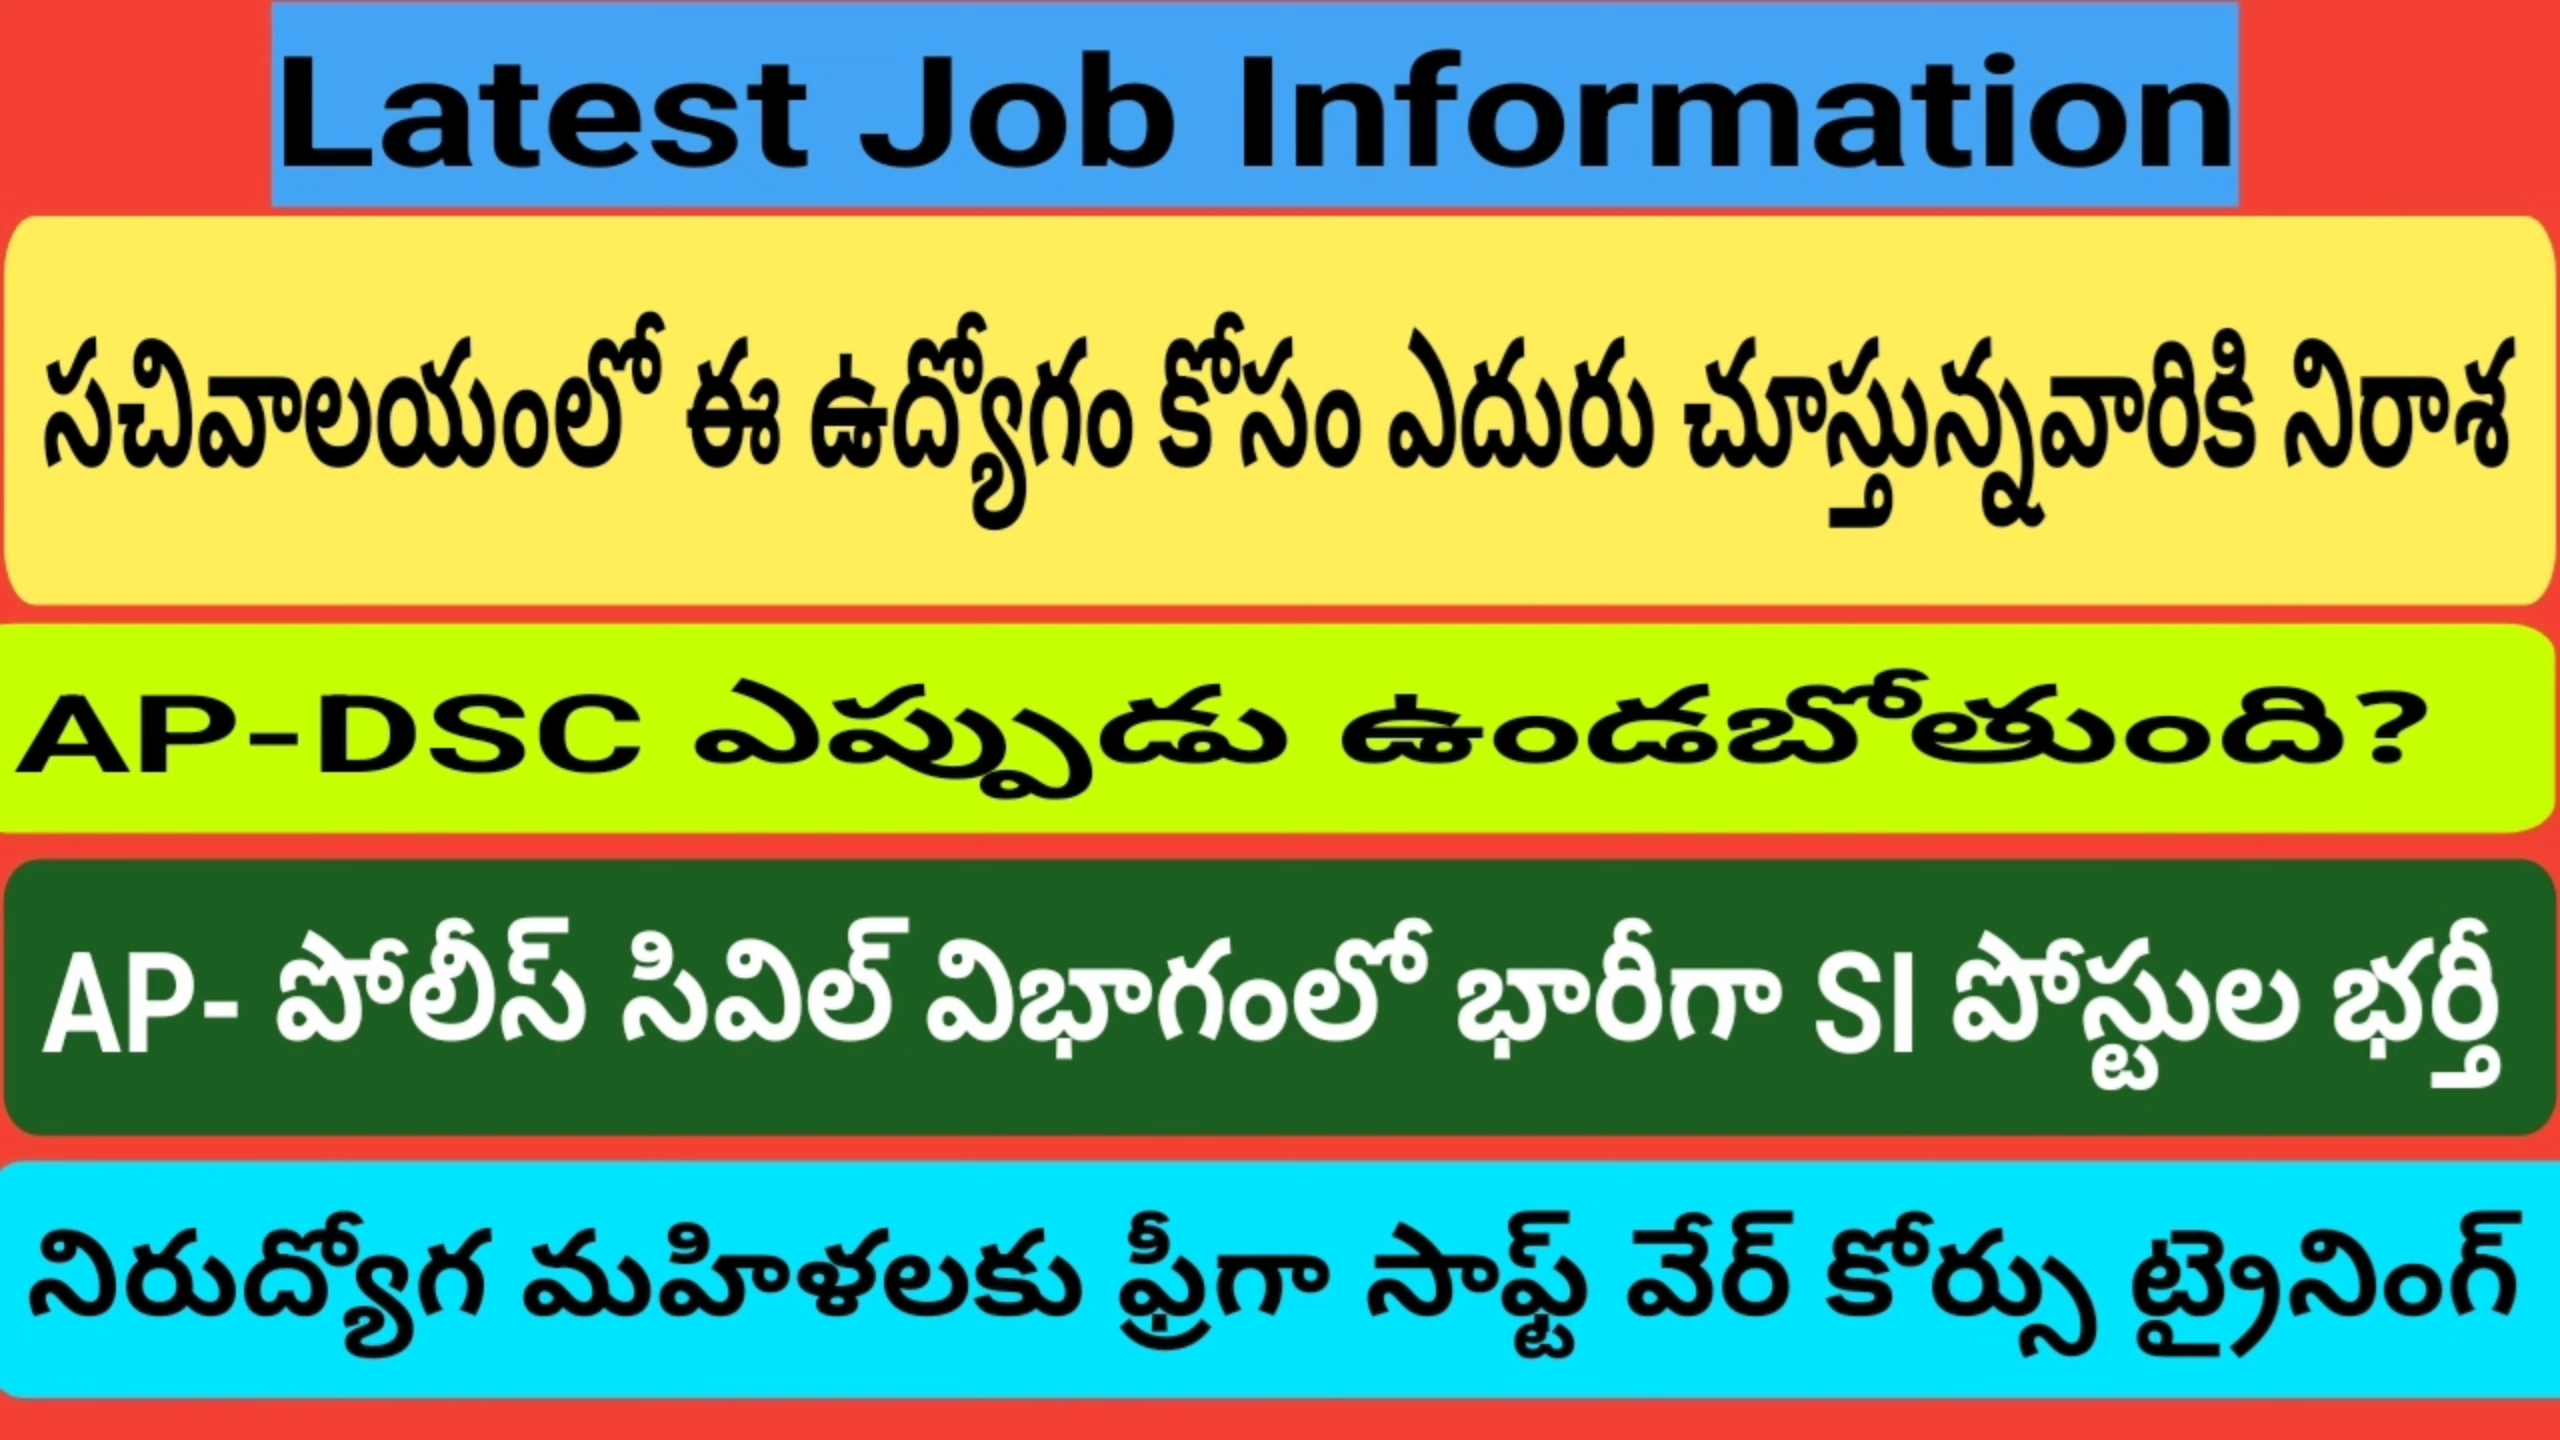 Latest Job Information
సచివాలయంలో ఈ ఉద్యోగం కోసం ఎదురు చూస్తున్నవారికి నిరాశ
AP-DSC ఎప్పుడు ఉండబోతుంది?
AP- పోలీస్ సివిల్ విభాగంలో భారీగా SI పోస్టుల భర్తీ
నిరుద్యోగ మహిళలకు ఫ్రీగా సాఫ్ట్ వేర్ కోర్సు ట్రైనింగ్